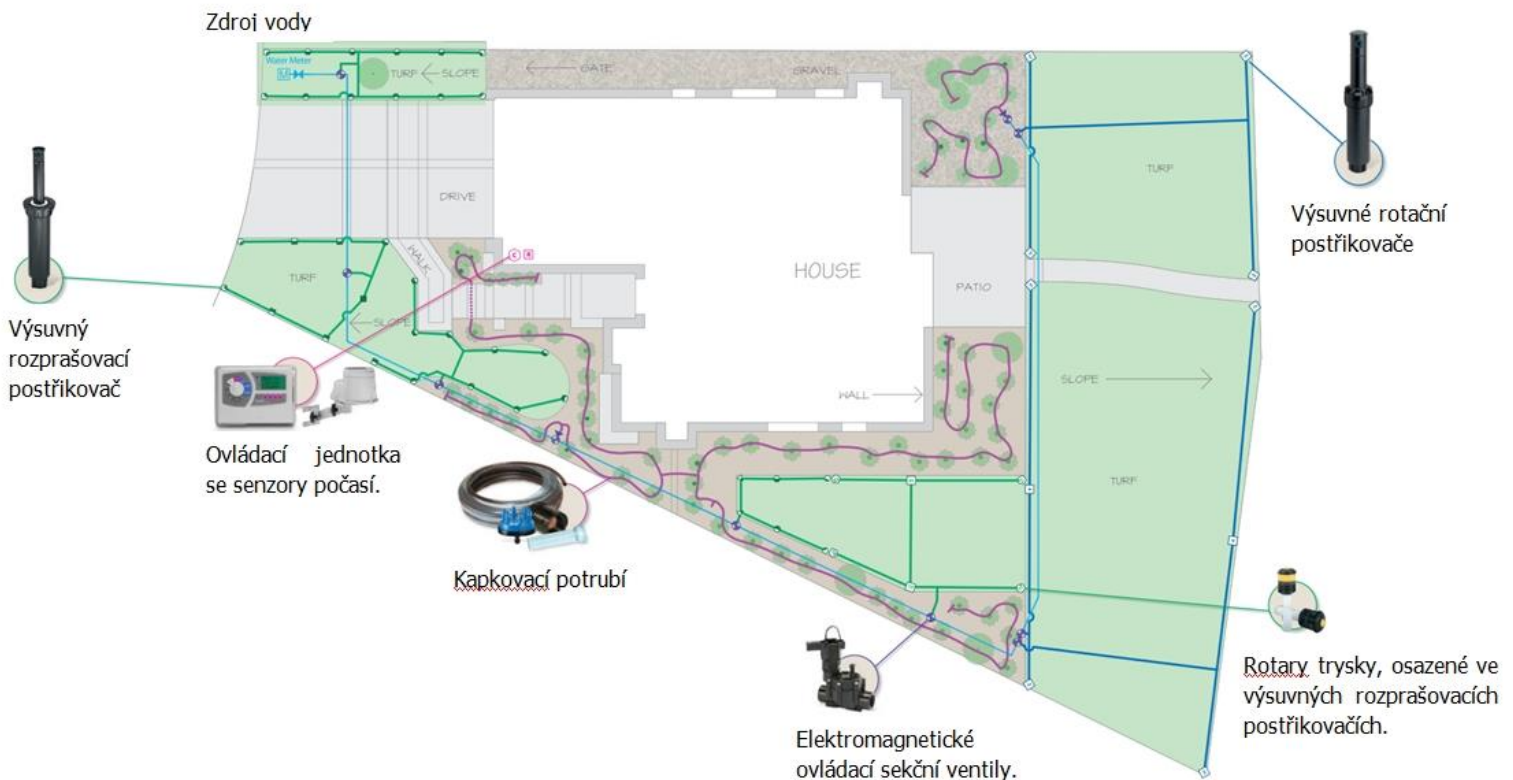 Zdroj vody
Water Meter
M
TURF
SLOPE
GATE
GRAVEL
TURF
DRIVE
WALK
TURF
SLOPE
C R
HOUSE
PATIO
WALL
SLOPE
TURF
Výsuvné rotační
postřikovače
Výsuvný
rozprašovací
postřikovač
Ovládací jednotka
se senzory počasí.
Kapkovací potrubí
Elektromagnetické
ovládací sekční ventily.
Rotary trysky, osazené ve
výsuvných rozprašovacích
postřikovačích.